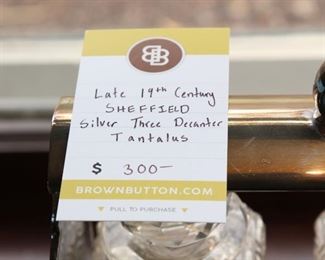 BB
Late 19th Century
SHEFFIELD
Silver Three Decanter
Tantalus
$ 300-
BROWNBUTTON.COM
PULL TO PURCHASE